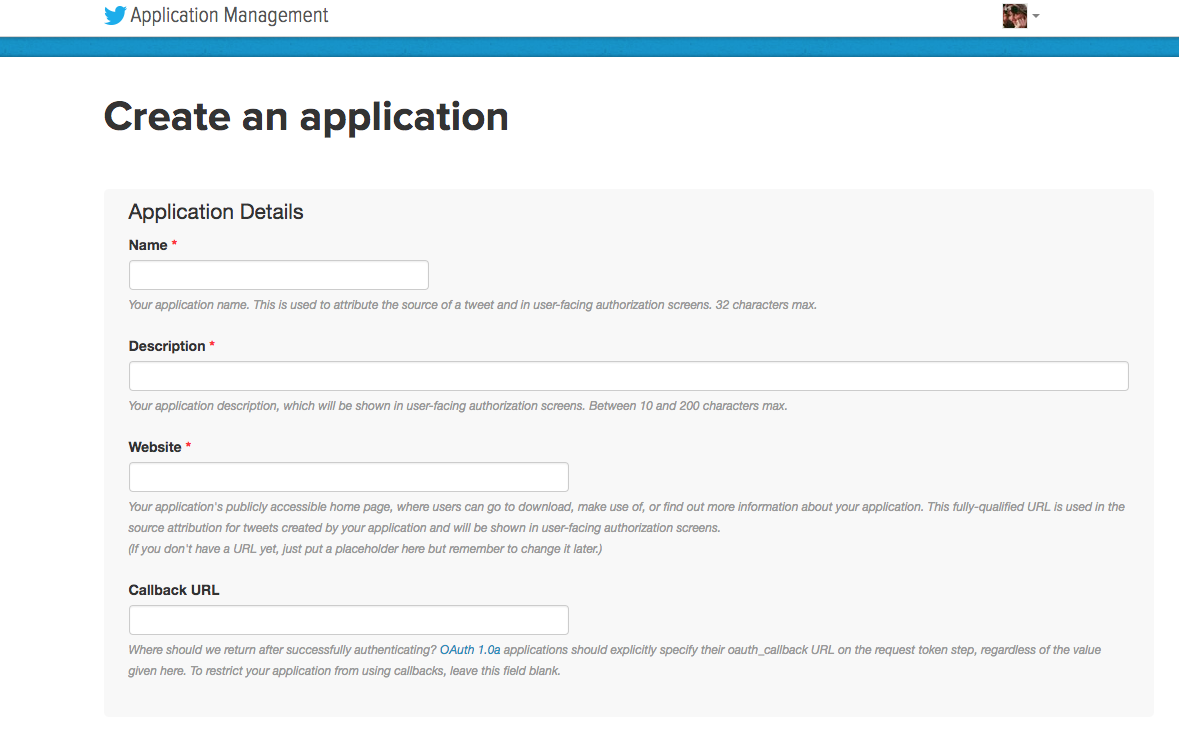 Application Management
Create an application
Application Details
Name *
Your application name. This is used to attribute the source of a tweet and in user-facing authorization screens. 32 characters max.
Description *
Your application description, which will be shown in user-facing authorization screens. Between 10 and 200 characters max.
Website *
Your application's publicly accessible home page, where users can go to download, make use of, or find out more information about your application. This fully-qualified URL is used in the
source attribution for tweets created by your application and will be shown in user-facing authorization screens.
(If you don't have a URL yet, just put a placeholder here but remember to change it later.)
Callback URL
Where should we return after successfully authenticating? OAuth 1.0a applications should explicitly specify their oauth_callback URL on the request token step, regardless of the value
given here. To restrict your application from using callbacks, leave this field blank.